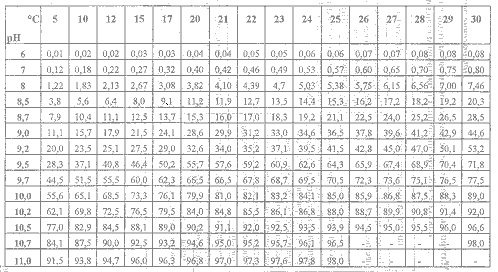 °C 5 10 12 15 17 20 21 22 23 24 25 26 27 28 29 30
pH
6 0,01 0,02 0,02 0,03 0,03 0,04 0,04 0,05 0,05 0,06 0,06 0,07 0,07 0,08 0,08 0,08
7 0,12 0,18 0,22 0,27 0,32 0,40 0,42 0,46 0,49 0,53 0,57 0,60 0,65 0,70 0,75 0,80
8 1,22 1,83 2,13 2,67 3,08 3,82 4,10 4,39 4,7 5,03 5,38 5,75 6,15 6,56 7,00 7,46
8,5 3,8 5,6 6,4 8,0 9,1 11,2 11,9 12,7 13,5 14,4 15,3 16,2 17,2 18,2 19,2 20,3
8,7 7,9 10,4 11,1 12,5 13,7 15,3 16,0 17,0 18,3 19,2 21,1 22,5 24,0 25,2 26,5 28,5
9,0 11,1 15,7 17,9 21,5 24,1 28,6 29,9 31,2 33,0 34,6 36,5 37,8 39,6 41,2 42,9 44,6
9,2 20,0 23,5 25,1 27,5 29,0 32,6 34,0 35,2 37,1 39,5 41,5 42,8 45,0 47,0 50,1 53,2
9,5 28,3 37,1 40,8 46,4 50,2 55,7 57,6 59,2 60,9 62,6 64,3 65,9 67,4 68,9 70,4 71,8
9,7 44,5 51,5 55,5 60,0 62,3 66,5 66,5 67,8 68,7 69,5 70,5 72,3 73,6 75,1 76,5 77,5
10,0 55,6 65,1 68,5 73,3 76,1 79,9 81,0 82,1 83,2 84,1 85,0 85,9 86,8 87,5 88,3 89,0
10,2 62,1 69,8 72,5 76,5 79,5 84,0 84,8 85,5 86,1 86,8 88,0 88,7 89,9 90,8 91,4 92,0
10,5 77,0 82,9 84,5 88,1 89,0 90,2 91,1 92,0 92,5 93,5 93,9 94,5 95,0 95,5 96,0 96,6
10,7 84,1 87,5 90,0 92,5 93,2 94,6 95,0 95,2 95,7 96,1 96,5 - - - - 98,0
11,0 91,5 93,8 94,7 96,0 96,3 96,8 97,0 97,3 97,6 97,8 98,0 - - - -